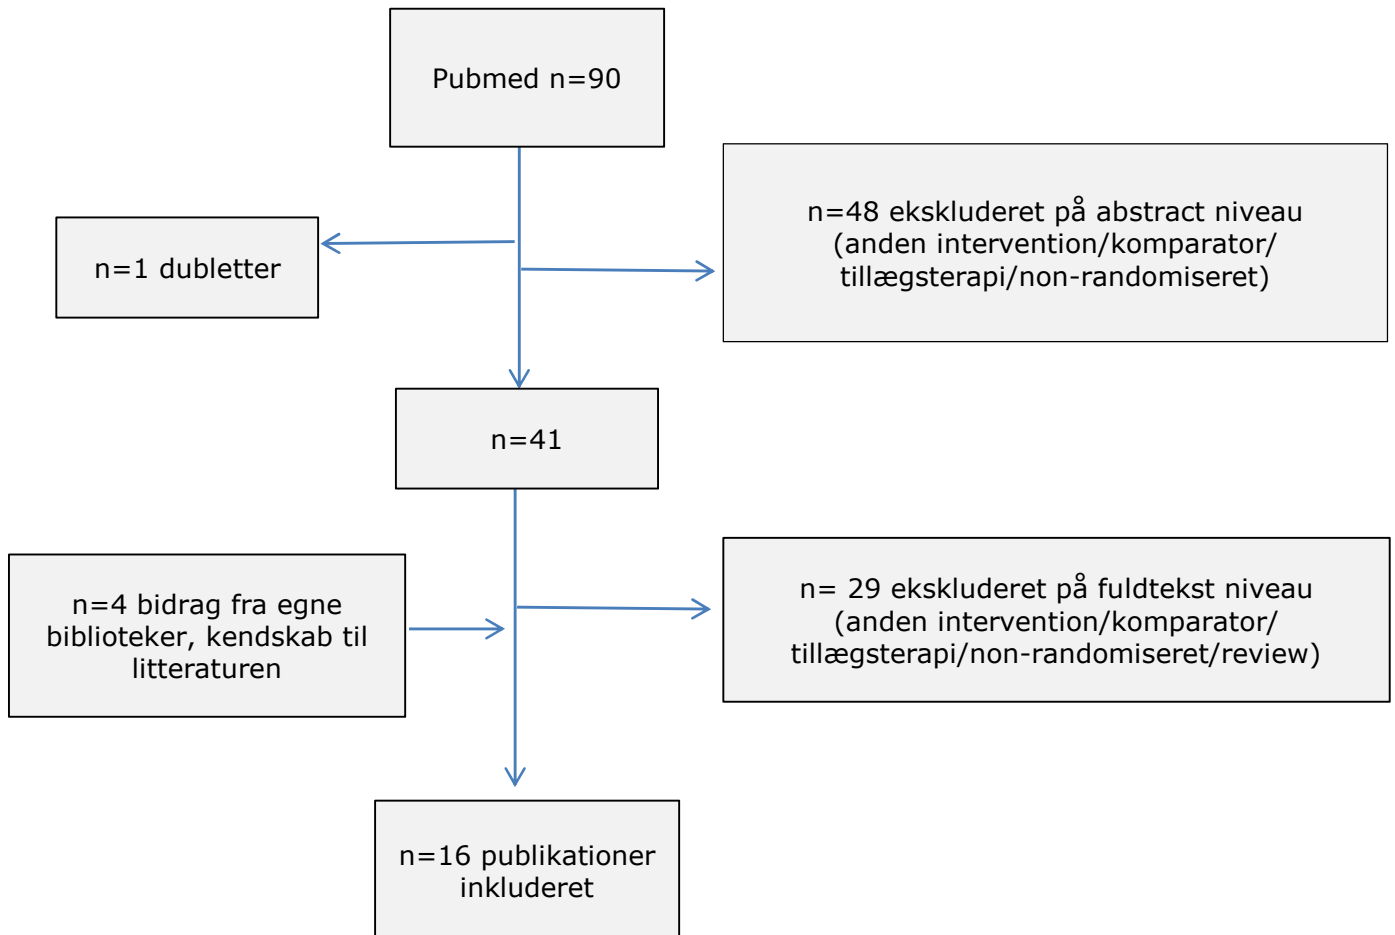 Pubmed n=90
n=48 ekskluderet på abstract niveau
(anden intervention/komparator/
tillægsterapi/non-randomiseret)
n=1 dubletter
n=41
n=4 bidrag fra egne
biblioteker, kendskab til
litteraturen
n= 29 ekskluderet på fuldtekst niveau
(anden intervention/komparator/
tillægsterapi/non-randomiseret/review)
n=16 publikationer
inkluderet